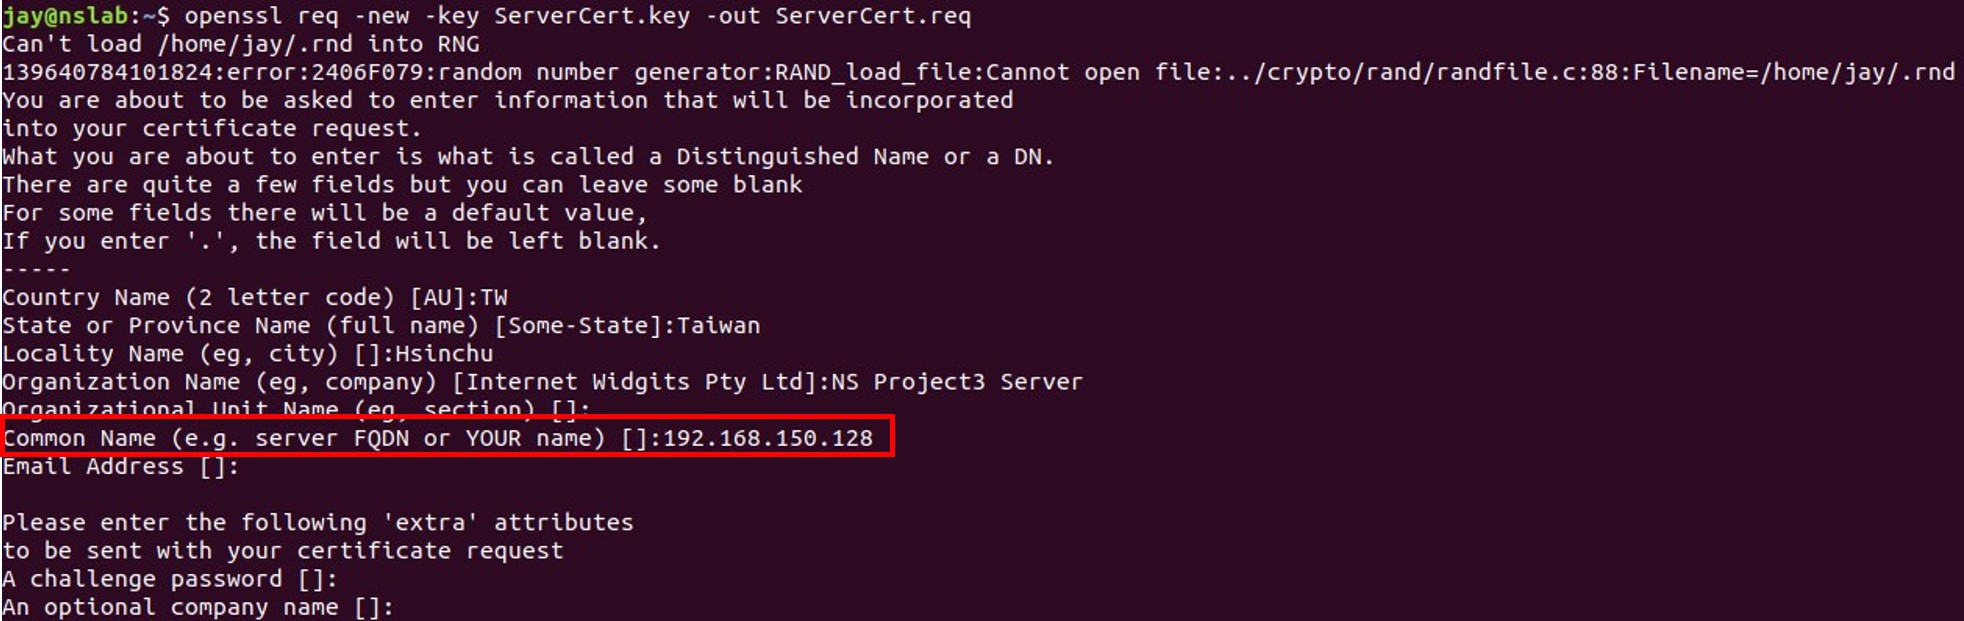 jay@nslab:~$ openssl req -new -key ServerCert.key -out ServerCert.req
Can't load /home/jay/.rnd into RNG
139640784101824:error:2406F079:random number generator:RAND_load_file:Cannot open file:../crypto/rand/randfile.c:88:Filename=/home/jay/.rnd
You are about to be asked to enter information that will be incorporated
into your certificate request.
What you are about to enter is what is called a Distinguished Name or a DN.
There are quite a few fields but you can leave some blank
For some fields there will be a default value,
If you enter '.', the field will be left blank.
-----
Country Name (2 letter code) [AU]:TW
State or Province Name (full name) [Some-State]:Taiwan
Locality Name (eg, city) []:Hsinchu
Organization Name (eg, company) [Internet Widgits Pty Ltd]:NS Project3 Server
Organizational Unit Name (eg, section) []:
Common Name (e.g. server FQDN or YOUR name) []:192.168.150.128
Email Address []:
Please enter the following 'extra' attributes
to be sent with your certificate request
A challenge password []:
An optional company name []: